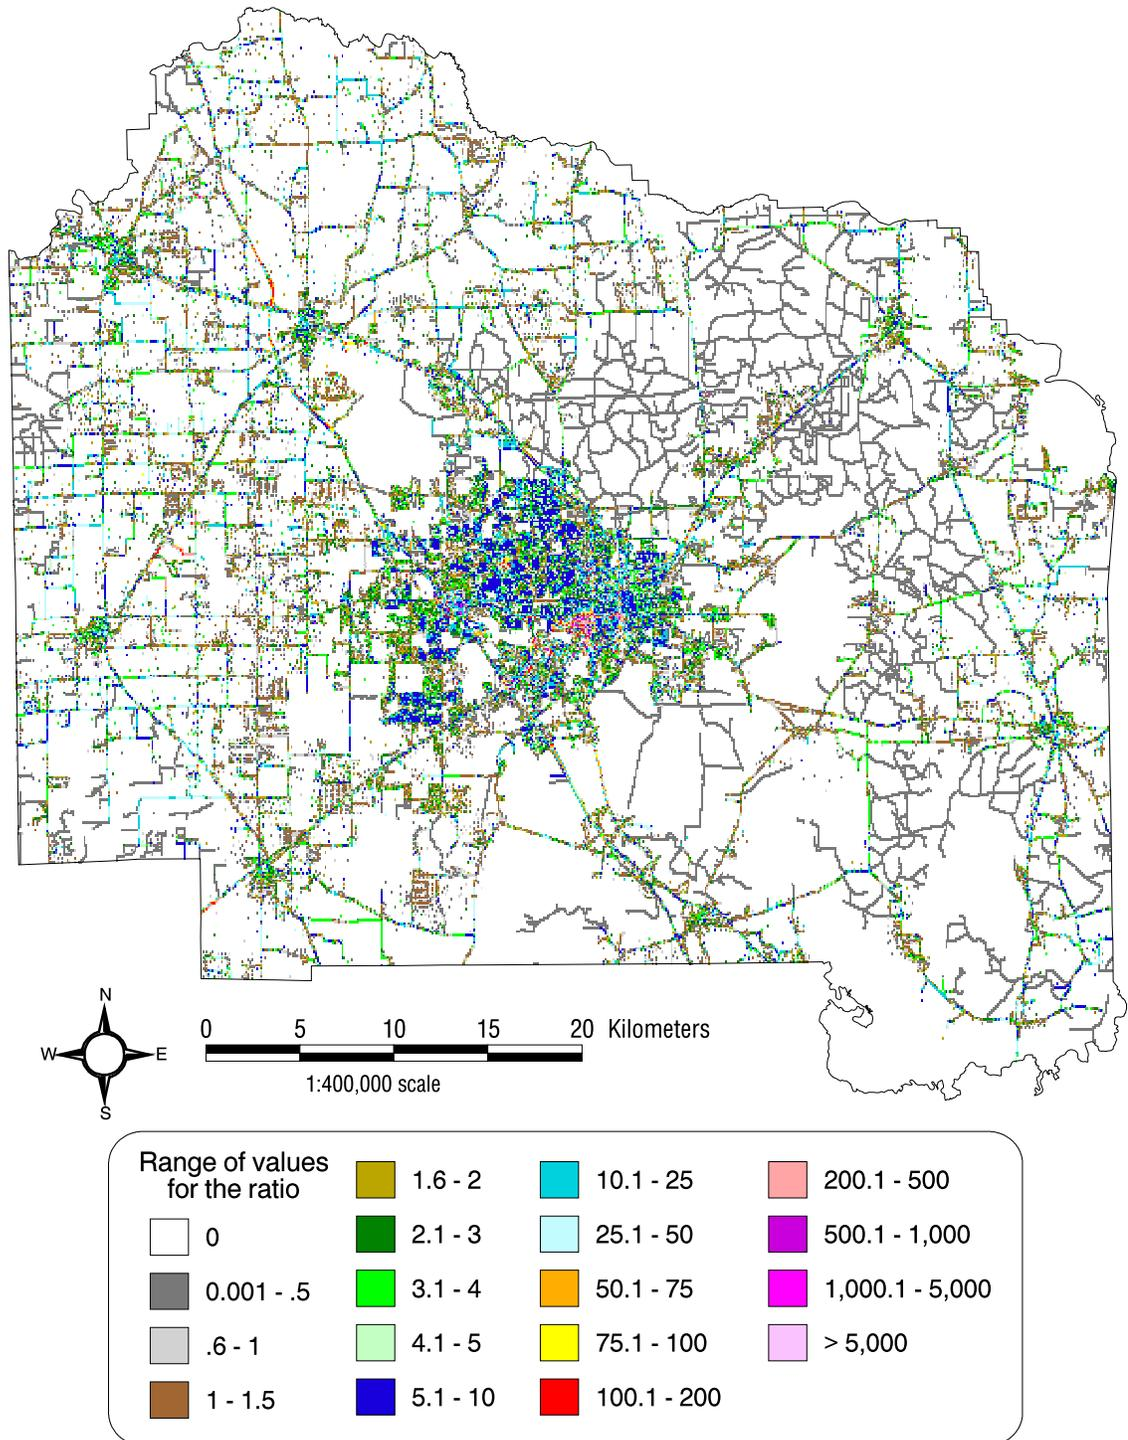 N
W E
S
0 5 10 15 20 Kilometers
1:400,000 scale
Range of values
for the ratio
0
0.001 - .5
.6 - 1
1 - 1.5
1.6 - 2
2.1 - 3
3.1 - 4
4.1 - 5
5.1 - 10
10.1 - 25
25.1 - 50
50.1 - 75
75.1 - 100
100.1 - 200
200.1 - 500
500.1 - 1,000
1,000.1 - 5,000
> 5,000